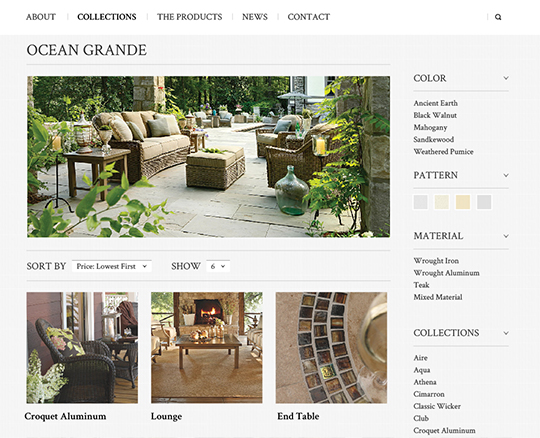 ABOUT COLLECTIONS THE PRODUCTS NEWS CONTACT
OCEAN GRANDE
SORT BY Price: Lowest First SHOW 6
Croquet Aluminum Lounge End Table
COLOR
Ancient Earth
Black Walnut
Mahogany
Sandkewood
Weathered Pumice
PATTERN
MATERIAL
Wrought Iron
Wrought Aluminum
Teak
Mixed Material
COLLECTIONS
Aire
Aqua
Athena
Cimarron
Classic Wicker
Club
Croquet Aluminum